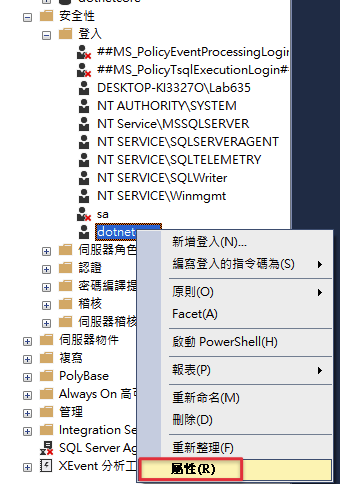 dotnetcore
安全性
登入
##MS_PolicyEventProcessingLogin
##MS_PolicyTsqlExecutionLogin#
DESKTOP-KI3327O\Lab635
NT AUTHORITY\SYSTEM
NT Service\MSSQLSERVER
NT SERVICE\SQLSERVERAGENT
NT SERVICE\SQLTELEMETRY
NT SERVICE\SQLWriter
NT SERVICE\Winmgmt
sa
dotnet
新增登入(N)...
伺服器角色
編寫登入的指令碼為(S)
認證
原則(O)
密碼編譯提
Facet(A)
稽核
伺服器稽核
啟動 PowerShell(H)
伺服器物件
複寫
報表(P)
PolyBase
Always On 高可
重新命名(M)
管理
刪除(D)
Integration Se
SQL Server Ag
重新整理(F)
XEvent 分析工
屬性(R)